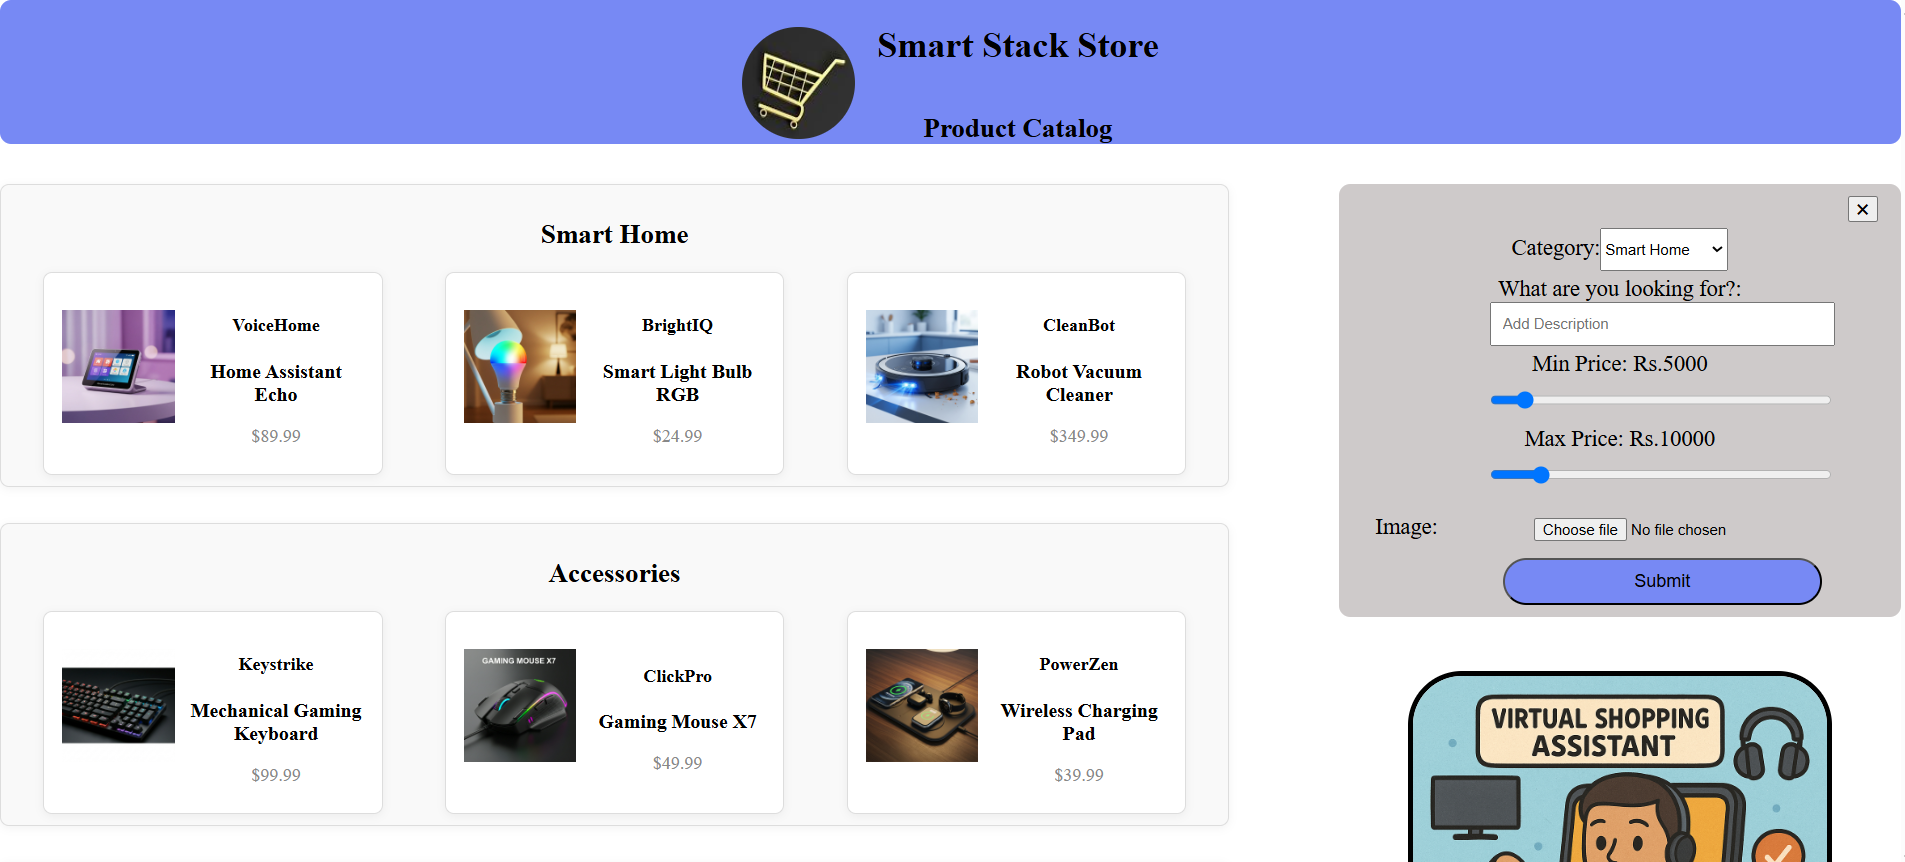 Smart Stack Store
Product Catalog
Smart Home
VoiceHome
Home Assistant
Echo
$89.99
BrightIQ
Smart Light Bulb
RGB
$24.99
CleanBot
Robot Vacuum
Cleaner
$349.99
Accessories
Keystrike
Mechanical Gaming
Keyboard
$99.99
GAMING MOUSE X7
ClickPro
Gaming Mouse X7
$49.99
PowerZen
Wireless Charging
Pad
$39.99
×
Category: Smart Home
What are you looking for?:
Add Description
Min Price: Rs.5000
Max Price: Rs.10000
Image: Choose file No file chosen
Submit
VIRTUAL SHOPPING
ASSISTANT